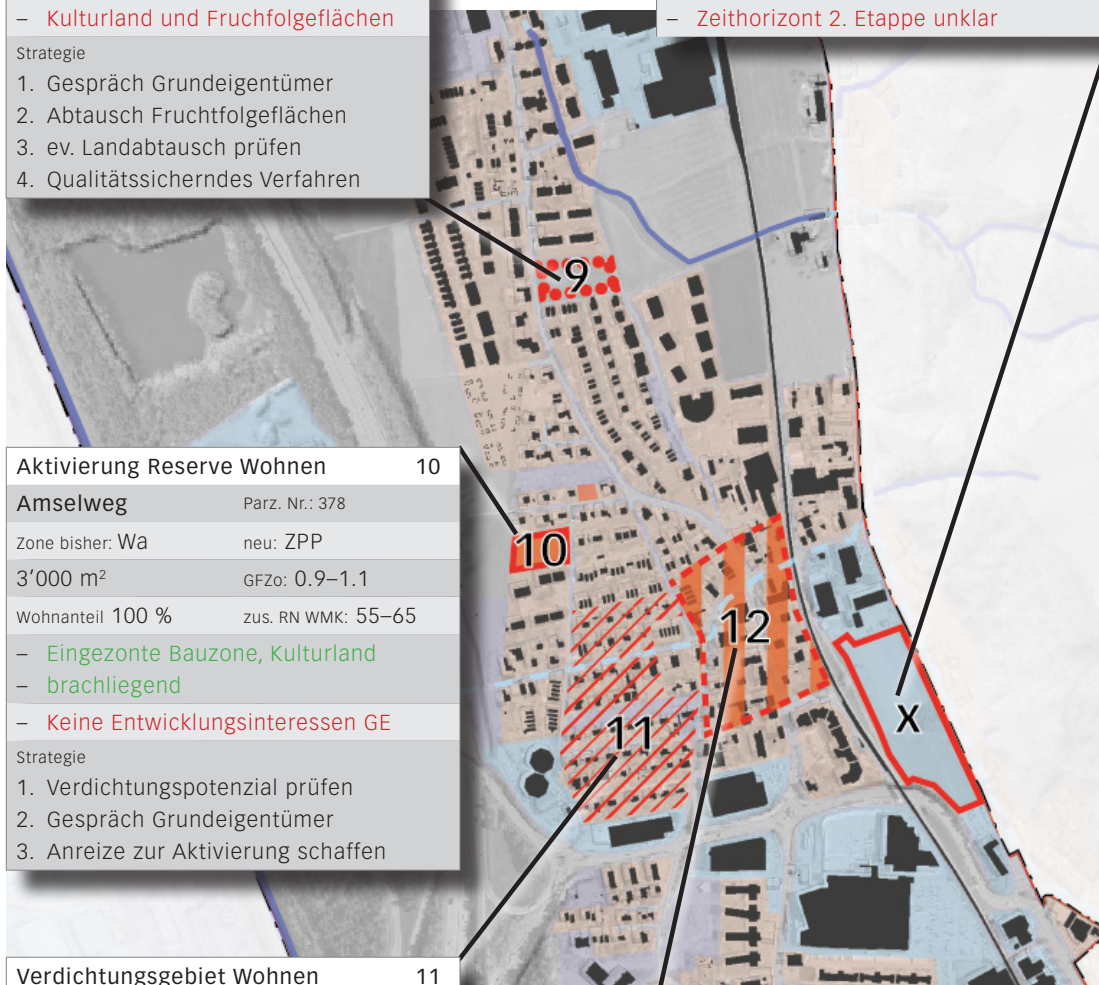 – Kulturland und Fruchfolgeflächen
Strategie
1. Gespräch Grundeigentümer
2. Abtausch Fruchtfolgeflächen
3. ev. Landabtausch prüfen
4. Qualitätssicherndes Verfahren
– Zeithorizont 2. Etappe unklar
9
Aktivierung Reserve Wohnen 10
Amselweg Parz. Nr.: 378
Zone bisher: Wa neu: ZPP
3’000 m² GFZo: 0.9–1.1
Wohnanteil 100 % zus. RN WMK: 55–65
– Eingezonte Bauzone, Kulturland
– brachliegend
– Keine Entwicklungsinteressen GE
Strategie
1. Verdichtungspotenzial prüfen
2. Gespräch Grundeigentümer
3. Anreize zur Aktivierung schaffen
10
12
11
X
Verdichtungsgebiet Wohnen 11